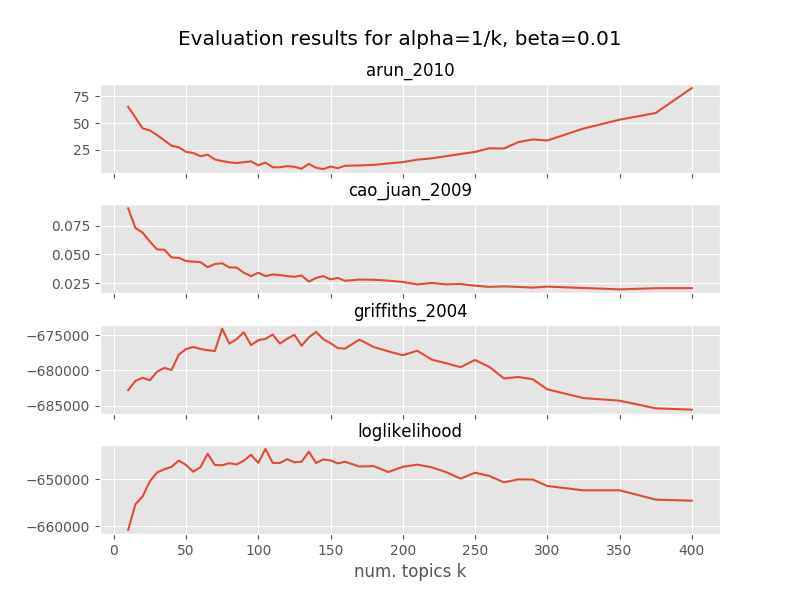 Evaluation results for alpha=1/k, beta=0.01
arun_2010
75
50
25
cao_juan_2009
0.075
0.050
0.025
griffiths_2004
−675000
−680000
−685000
loglikelihood
−650000
−660000
0 50 100 150 200 250 300 350 400
num. topics k